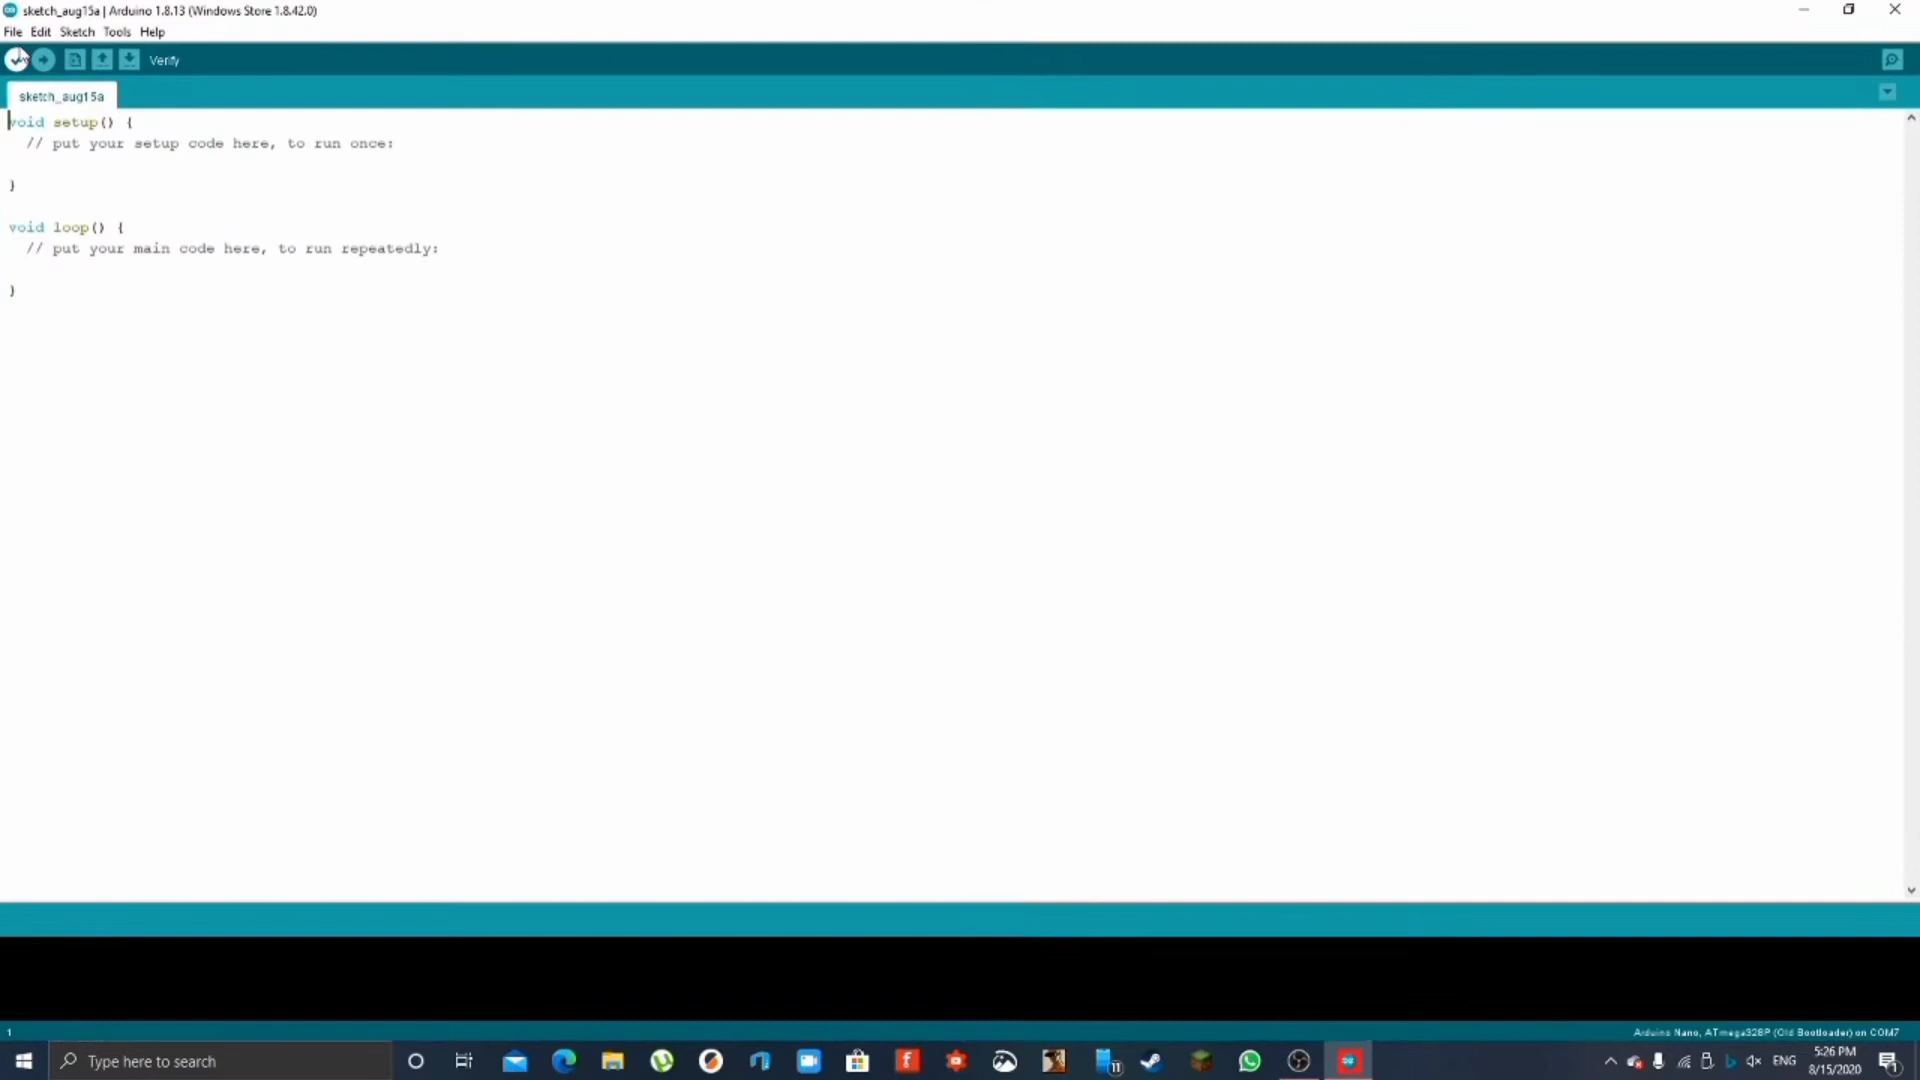 sketch_aug15a | Arduino 1.8.13 (Windows Store 1.8.42.0)
File Edit Sketch Tools Help
Verify
sketch_aug15a
void setup() {
// put your setup code here, to run once:
}
void loop() {
// put your main code here, to run repeatedly:
}
1
Arduino Nano, ATmega328P (Old Bootloader) on COM7
Type here to search
11
ENG
5:26 PM
8/15/2020
1